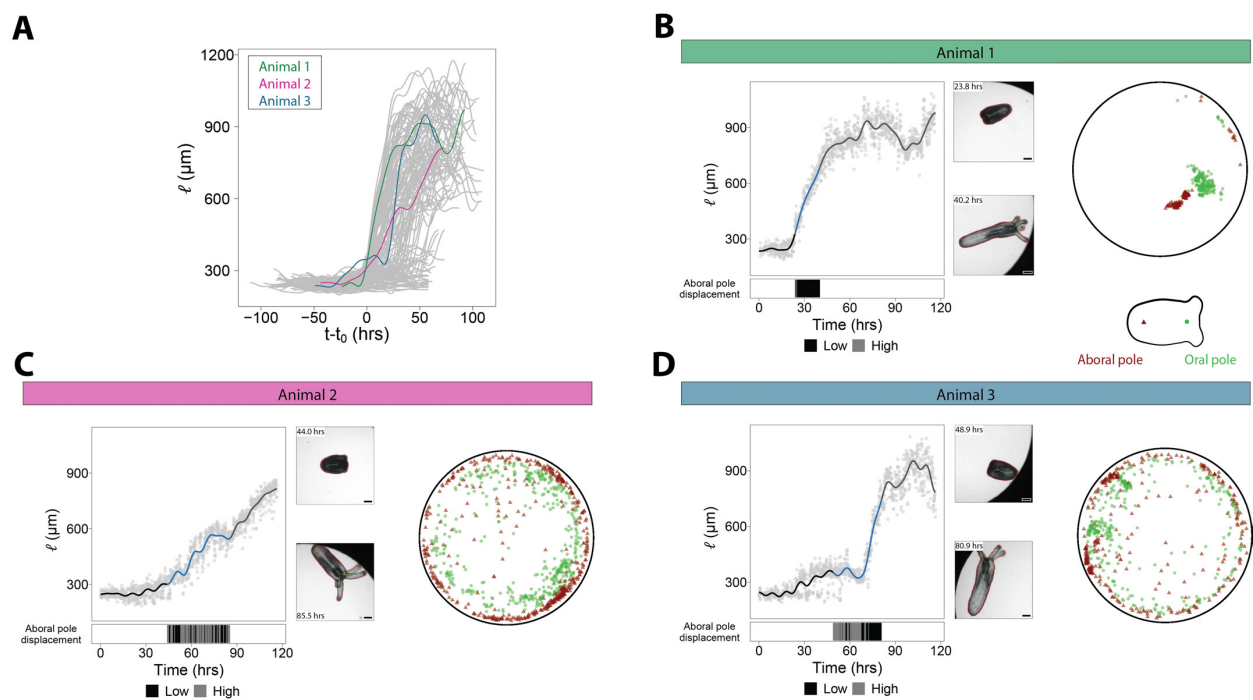 A
1200
900
600
300
ℓ (μm)
Animal 1
Animal 2
Animal 3
−100
−50
0
50
100
t-t0 (hrs)
B
Animal 1
900
600
300
ℓ (μm)
23.8 hrs
40.2 hrs
Aboral pole
displacement
0
30
60
90
120
Time (hrs)
Low High
Aboral pole
Oral pole
C
Animal 2
900
600
300
ℓ (μm)
44.0 hrs
85.5 hrs
Aboral pole
displacement
0
30
60
90
120
Time (hrs)
Low High
D
Animal 3
900
600
300
ℓ (μm)
48.9 hrs
80.9 hrs
Aboral pole
displacement
0
30
60
90
120
Time (hrs)
Low High